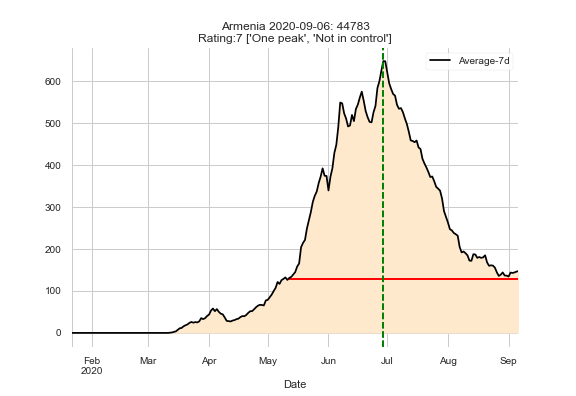 Armenia 2020-09-06: 44783
Rating:7 ['One peak', 'Not in control']
Average-7d
600
500
400
300
200
100
0
Feb
2020
Mar
Apr
May
Jun
Jul
Aug
Sep
Date